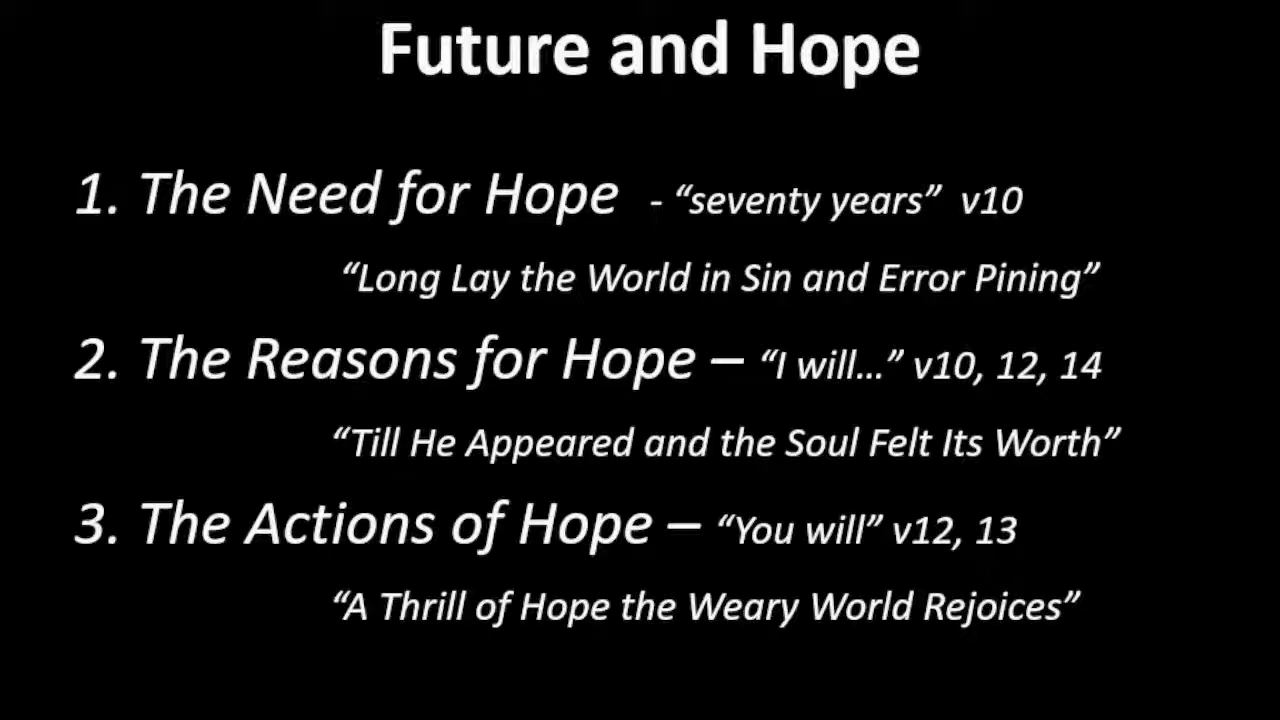 Future and Hope
1. The Need for Hope - “seventy years” v10
“Long Lay the World in Sin and Error Pining”
2. The Reasons for Hope – “I will…” v10, 12, 14
“Till He Appeared and the Soul Felt Its Worth”
3. The Actions of Hope – “You will” v12, 13
“A Thrill of Hope the Weary World Rejoices”